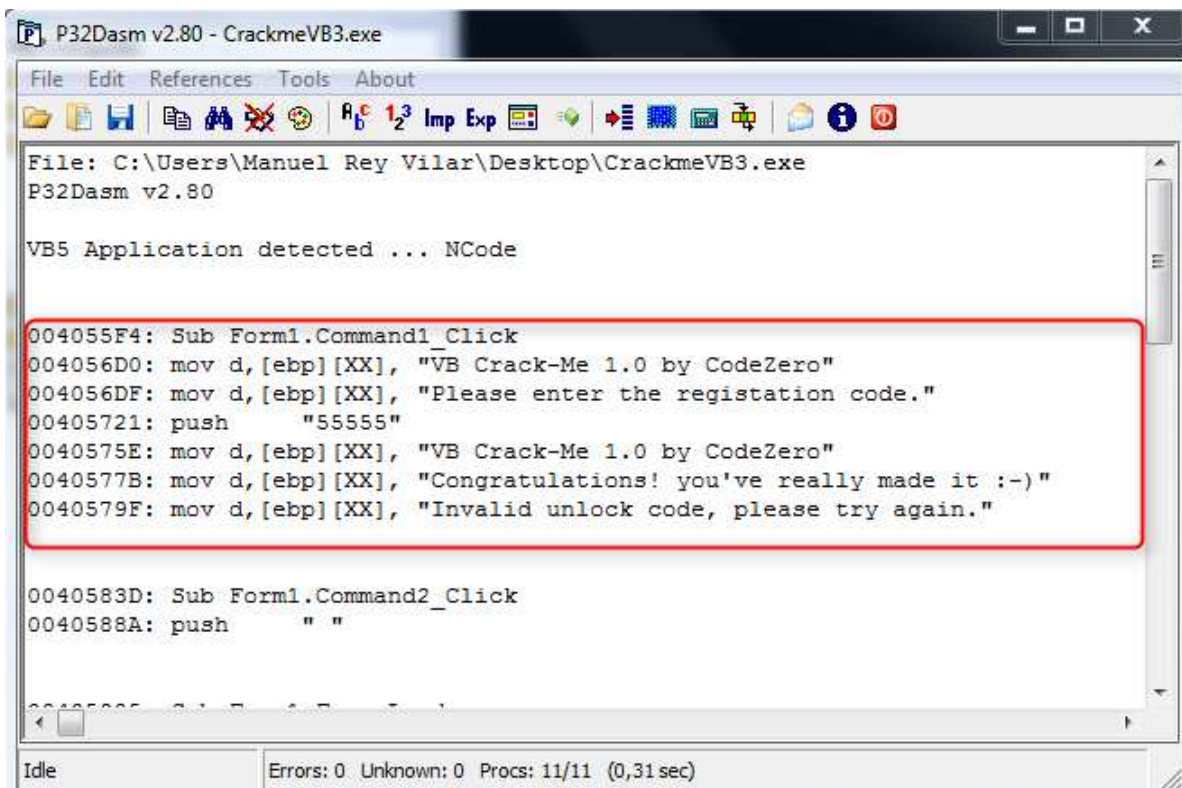 P32Dasm v2.80 - CrackmeVB3.exe
File Edit References Tools About
Imp Exp
File: C:\Users\Manuel Rey Vilar\Desktop\CrackmeVB3.exe
P32Dasm v2.80
VB5 Application detected ... NCode
004055F4: Sub Form1.Command1_Click
004056D0: mov d,[ebp][XX], "VB Crack-Me 1.0 by CodeZero"
004056DF: mov d,[ebp][XX], "Please enter the registation code."
00405721: push "55555"
0040575E: mov d,[ebp][XX], "VB Crack-Me 1.0 by CodeZero"
0040577B: mov d,[ebp][XX], "Congratulations! you've really made it :-)"
0040579F: mov d,[ebp][XX], "Invalid unlock code, please try again."
0040583D: Sub Form1.Command2_Click
0040588A: push " "
Idle Errors: 0 Unknown: 0 Procs: 11/11 (0,31 sec)